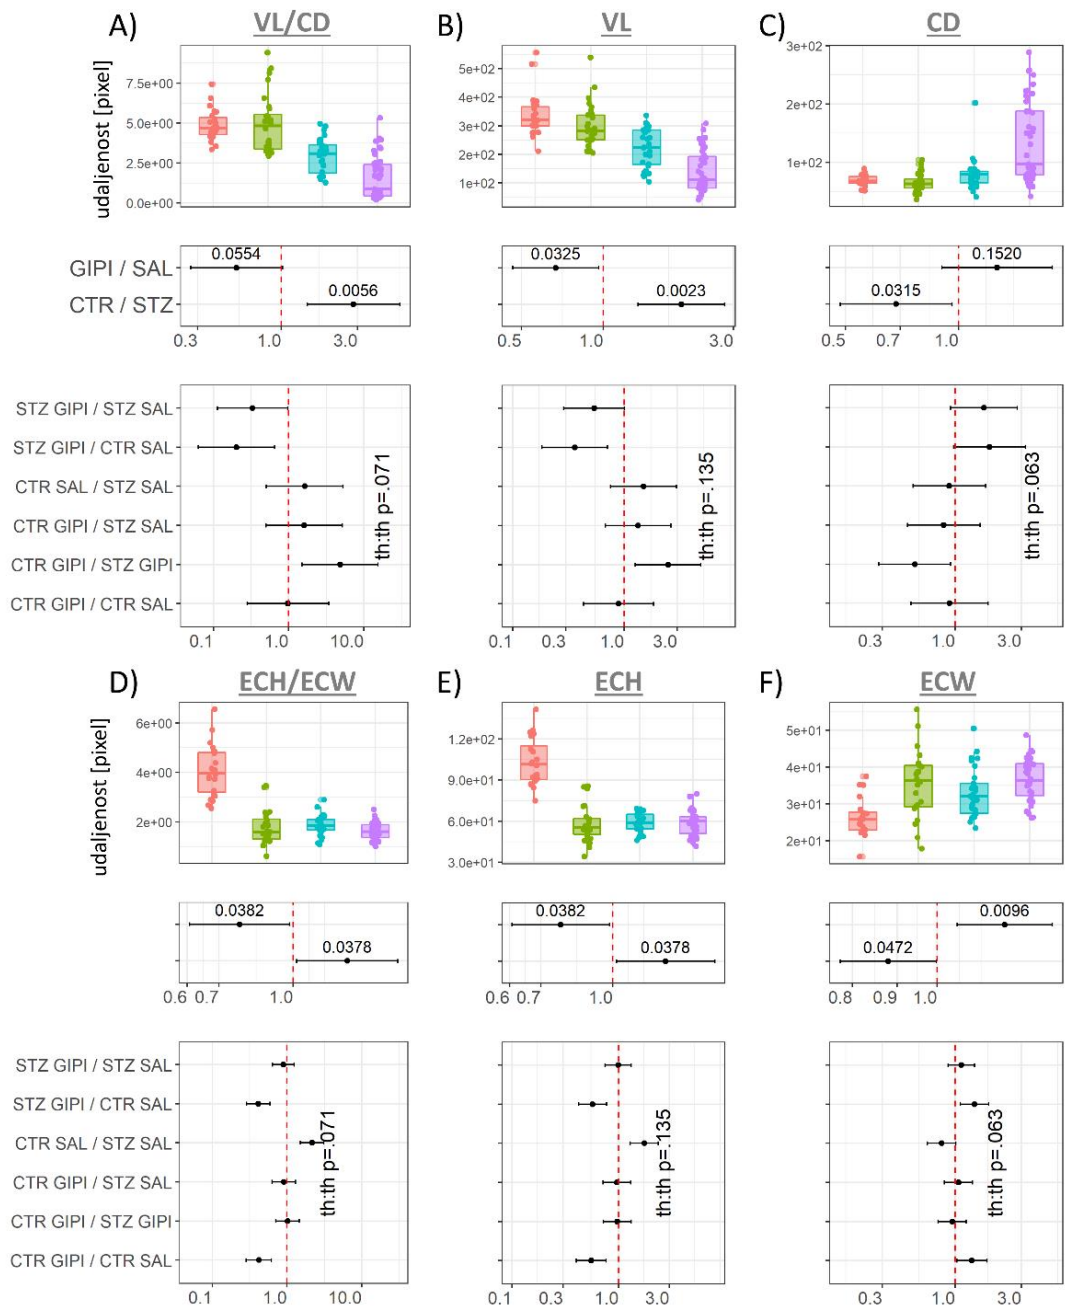 A) VL/CD
udaljenost [pixel]
7.5e+00
5.0e+00
2.5e+00
0.0e+00
B) VL
5e+02
4e+02
3e+02
2e+02
1e+02
C) CD
3e+02
2e+02
1e+02
GIPI / SAL
CTR / STZ
0.0554
0.0056
0.3 1.0 3.0
0.0325
0.0023
0.5 1.0 3.0
0.1520
0.0315
0.5 0.7 1.0
STZ GIPI / STZ SAL
STZ GIPI / CTR SAL
CTR SAL / STZ SAL
CTR GIPI / STZ SAL
CTR GIPI / STZ GIPI
CTR GIPI / CTR SAL
th:th p=.071
0.1 1.0 10.0
th:th p=.135
0.1 0.3 1.0 3.0
th:th p=.063
0.3 1.0 3.0
D) ECH/ECW
udaljenost [pixel]
6e+00
4e+00
2e+00
E) ECH
1.2e+02
9.0e+01
6.0e+01
3.0e+01
F) ECW
5e+01
4e+01
3e+01
2e+01
0.0382
0.0378
0.6 0.7 1.0
0.0382
0.0378
0.6 0.7 1.0
0.0096
0.0472
0.8 0.9 1.0
STZ GIPI / STZ SAL
STZ GIPI / CTR SAL
CTR SAL / STZ SAL
CTR GIPI / STZ SAL
CTR GIPI / STZ GIPI
CTR GIPI / CTR SAL
th:th p=.071
0.1 1.0 10.0
th:th p=.135
0.1 0.3 1.0 3.0
th:th p=.063
0.3 1.0 3.0